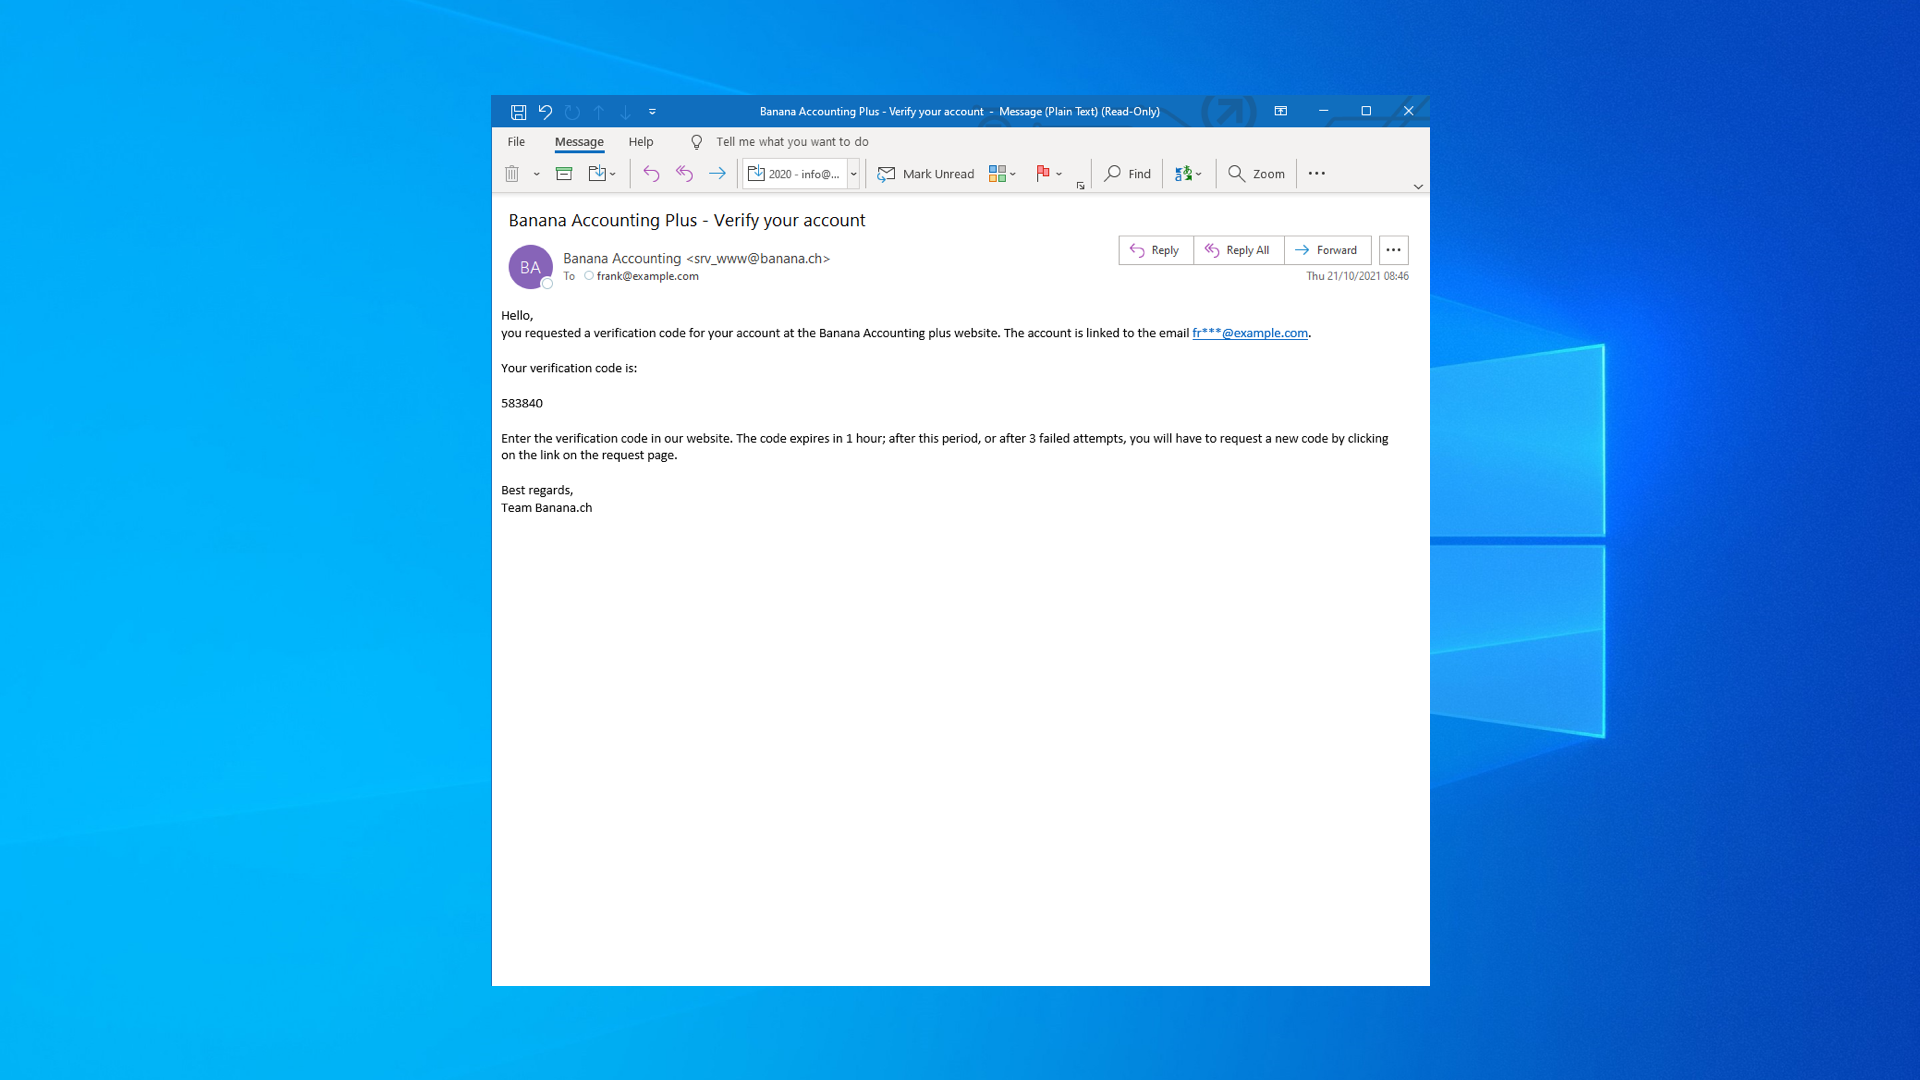 Banana Accounting Plus - Verify your account - Message (Plain Text) (Read-Only)
File Message Help Tell me what you want to do
2020 - info@... Mark Unread Find Zoom
Banana Accounting Plus - Verify your account
BA
Banana Accounting <srv_www@banana.ch>
To frank@example.com
Reply Reply All Forward
Thu 21/10/2021 08:46
Hello,
you requested a verification code for your account at the Banana Accounting plus website. The account is linked to the email fr***@example.com.
Your verification code is:
583840
Enter the verification code in our website. The code expires in 1 hour; after this period, or after 3 failed attempts, you will have to request a new code by clicking
on the link on the request page.
Best regards,
Team Banana.ch